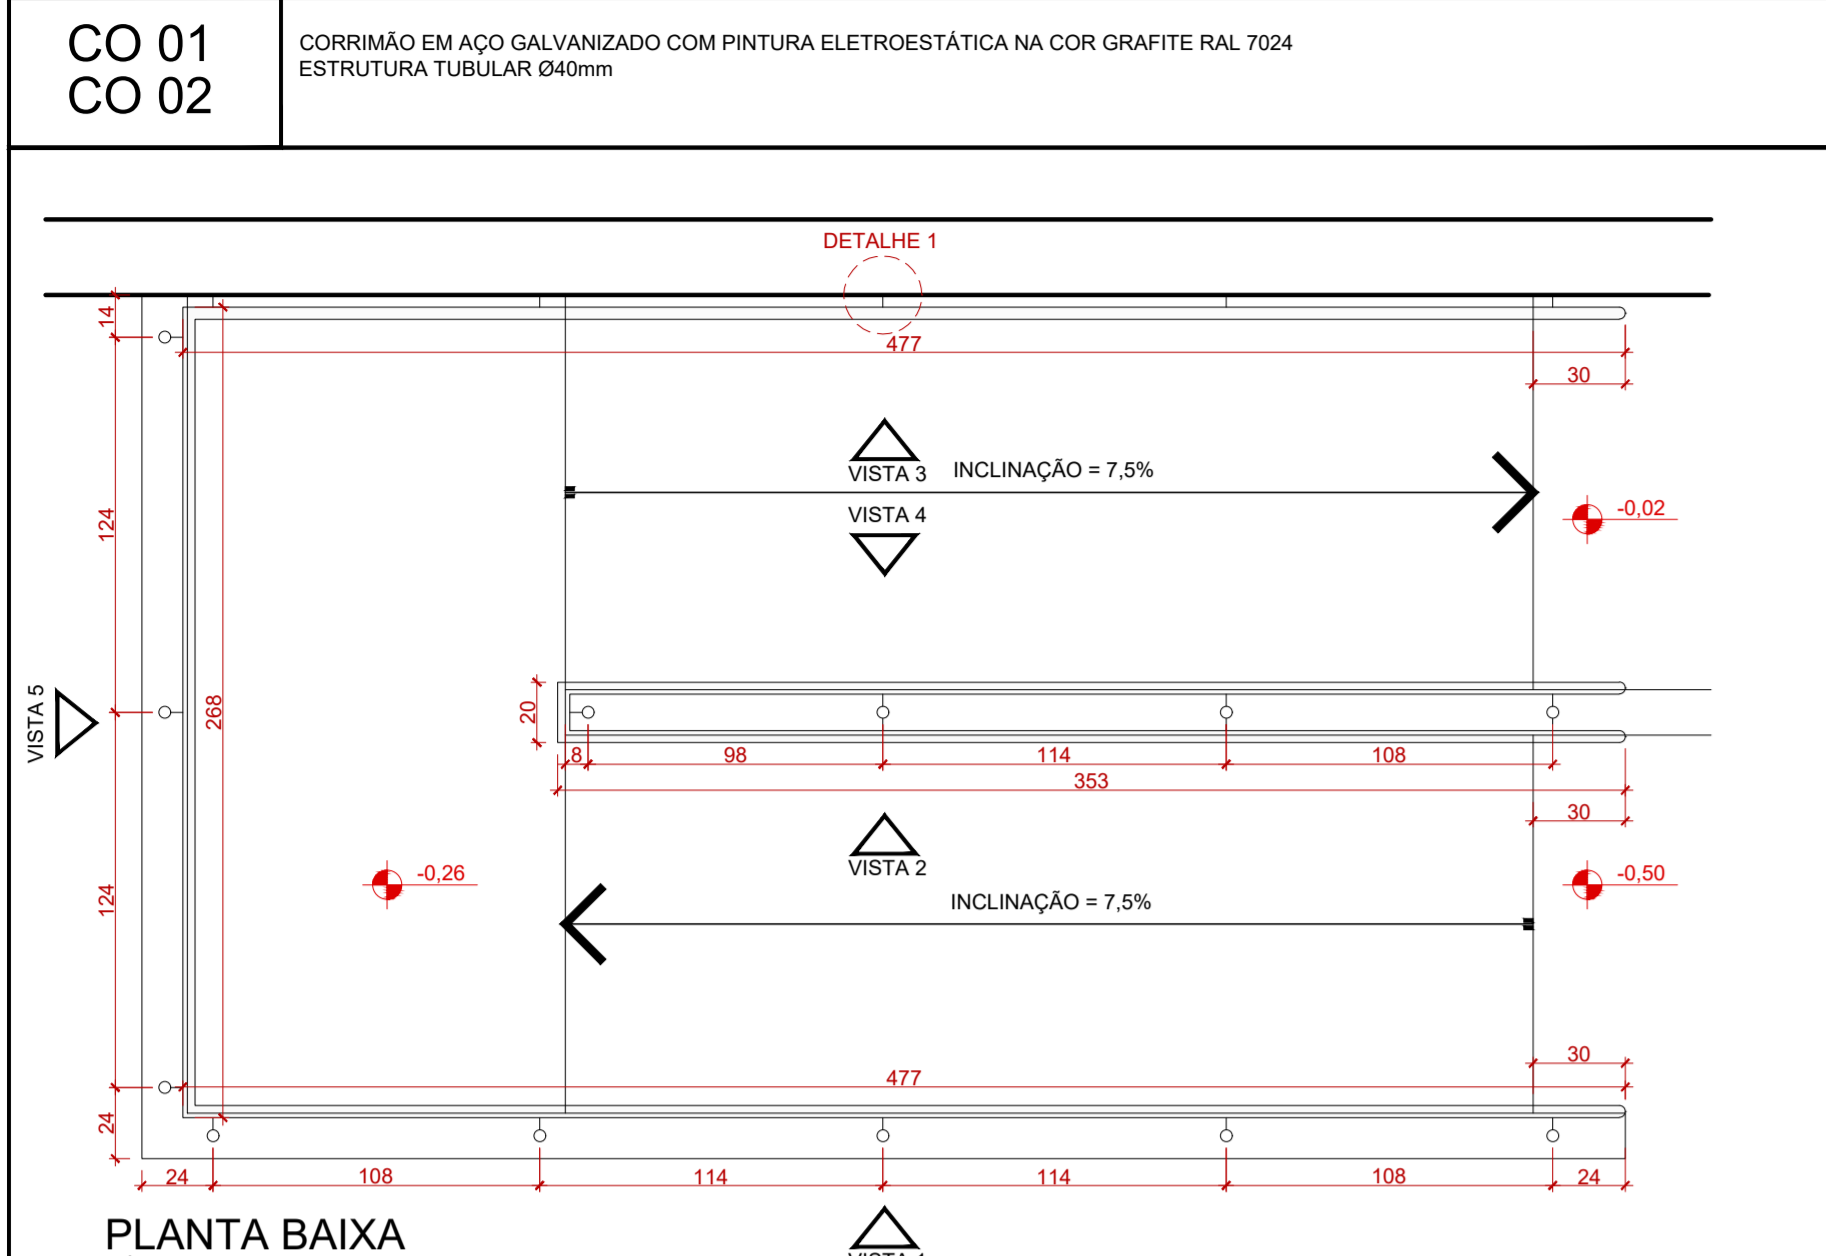 CO 01
CO 02
CORRIMÃO EM AÇO GALVANIZADO COM PINTURA ELETROESTÁTICA NA COR GRAFITE RAL 7024
ESTRUTURA TUBULAR Ø40mm
DETALHE 1
14
477
30
VISTA 3
INCLINAÇÃO = 7,5%
124
VISTA 4
-0,02
VISTA 5
268
20
8
98
114
108
353
30
VISTA 2
-0,26
-0,50
124
INCLINAÇÃO = 7,5%
30
477
24
24
108
114
114
108
24
PLANTA BAIXA
VISTA 1